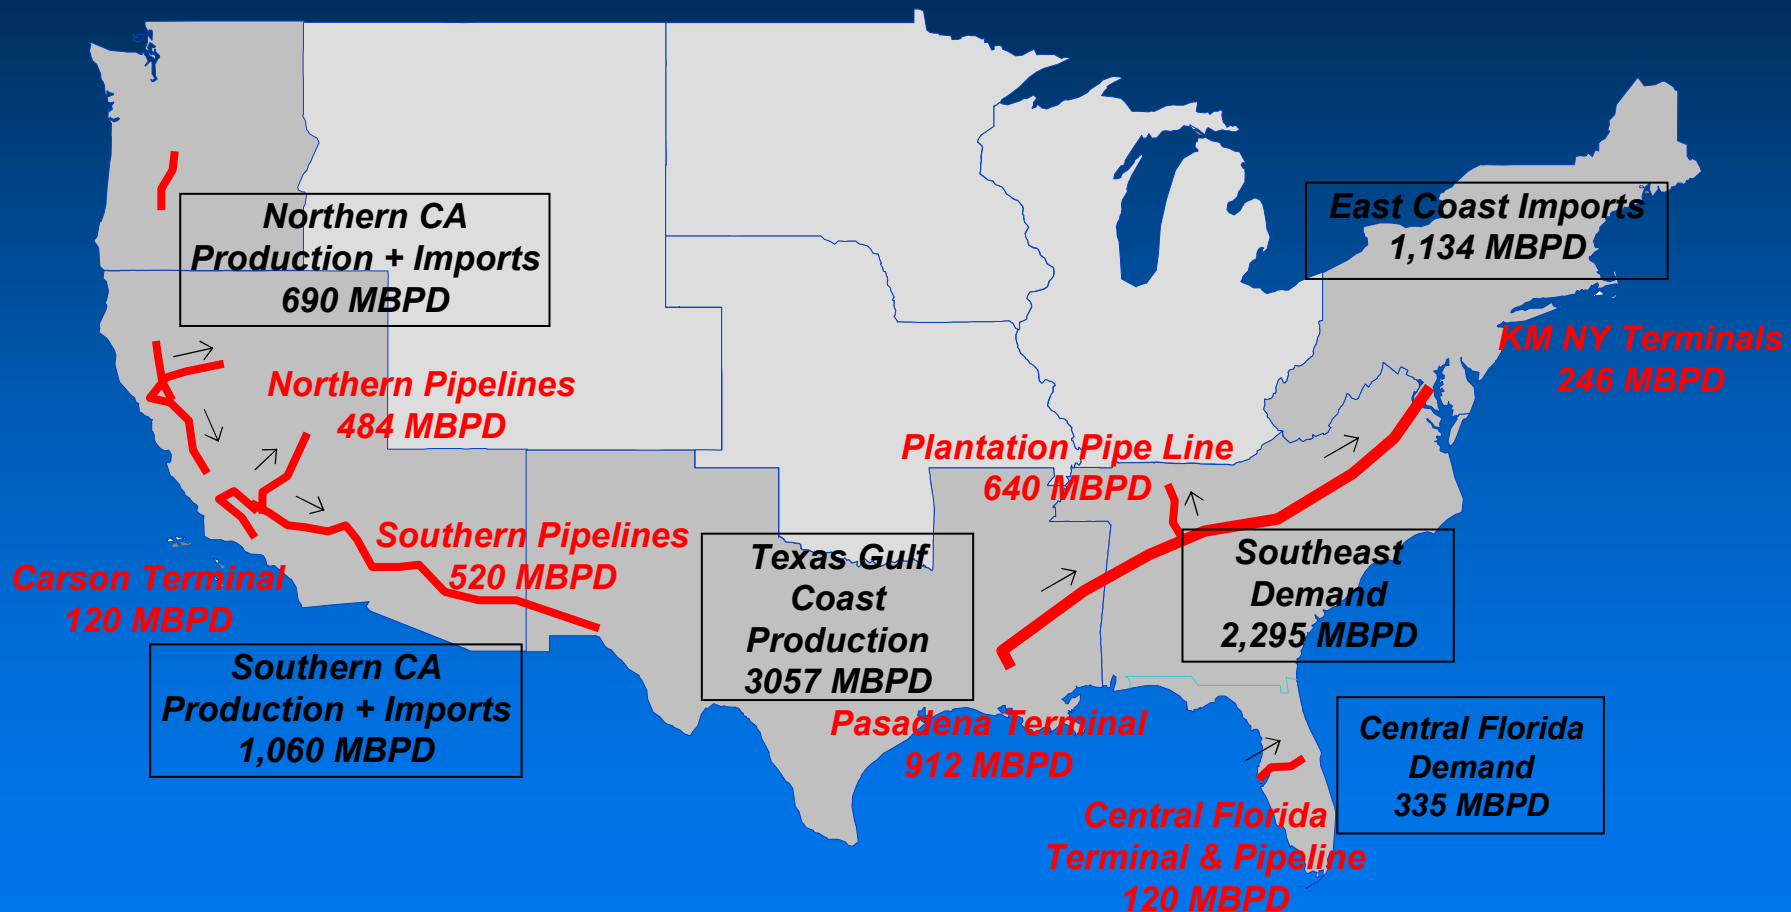 Northern CA
Production + Imports
690 MBPD
East Coast Imports
1,134 MBPD
KM NY Terminals
246 MBPD
Northern Pipelines
484 MBPD
Plantation Pipe Line
640 MBPD
Southern Pipelines
520 MBPD
Texas Gulf
Coast
Production
3057 MBPD
Southeast
Demand
2,295 MBPD
Carson Terminal
120 MBPD
Southern CA
Production + Imports
1,060 MBPD
Pasadena Terminal
912 MBPD
Central Florida
Demand
335 MBPD
Central Florida
Terminal & Pipeline
120 MBPD